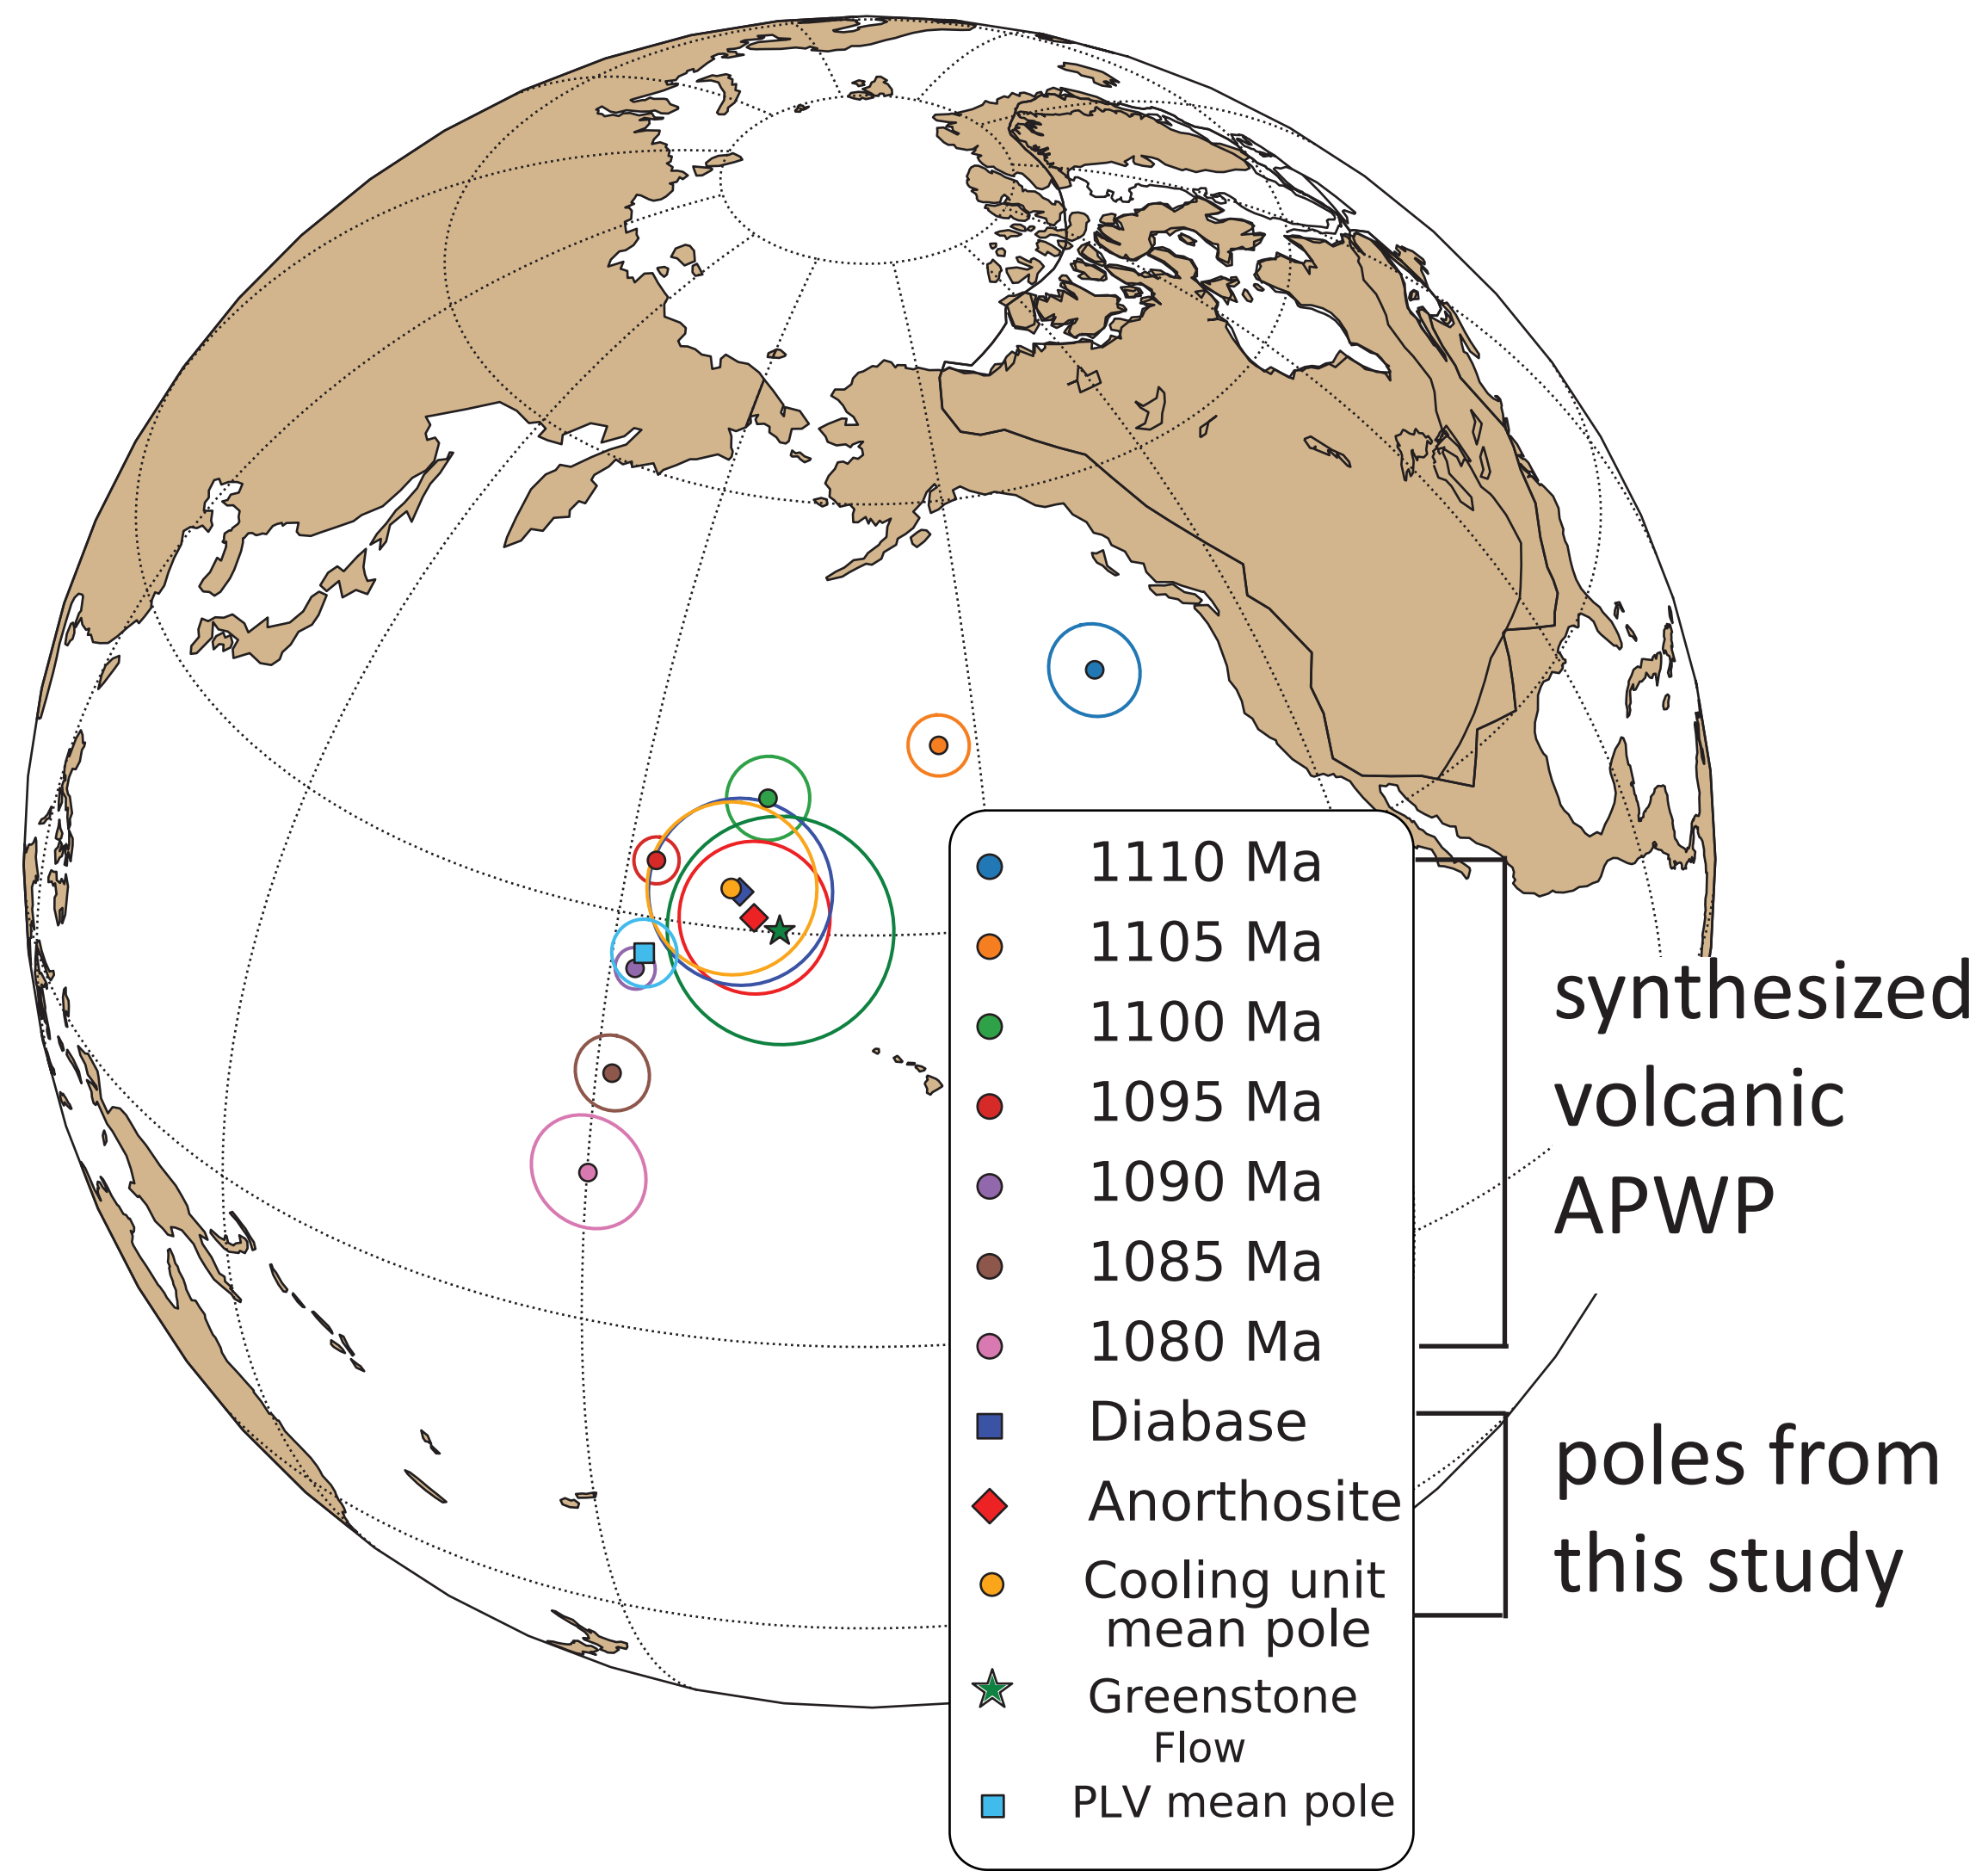 1110 Ma
1105 Ma
1100 Ma
1095 Ma
1090 Ma
1085 Ma
1080 Ma
Diabase
Anorthosite
Cooling unit
mean pole
Greenstone
Flow
PLV mean pole
synthesized
volcanic
APWP
poles from
this study